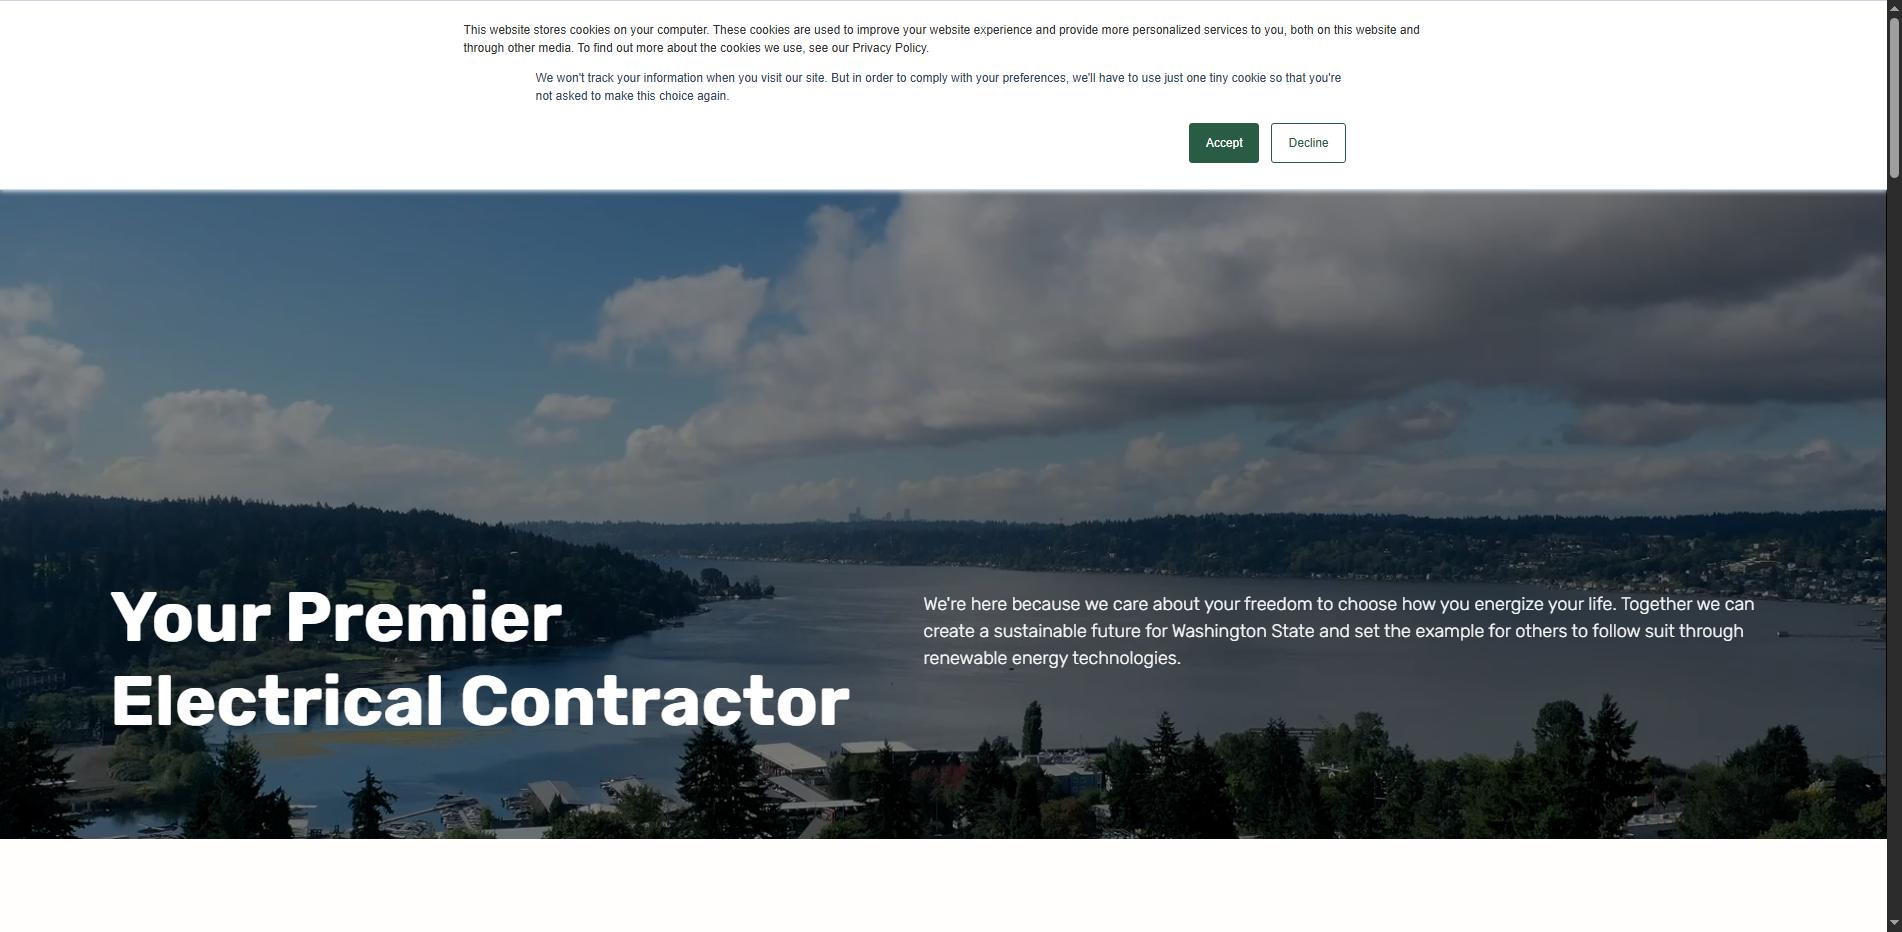 This website stores cookies on your computer. These cookies are used to improve your website experience and provide more personalized services to you, both on this website and
through other media. To find out more about the cookies we use, see our Privacy Policy.
We won't track your information when you visit our site. But in order to comply with your preferences, we'll have to use just one tiny cookie so that you're
not asked to make this choice again.
Accept
Decline
Your Premier
Electrical Contractor
We're here because we care about your freedom to choose how you energize your life. Together we can
create a sustainable future for Washington State and set the example for others to follow suit through
renewable energy technologies.